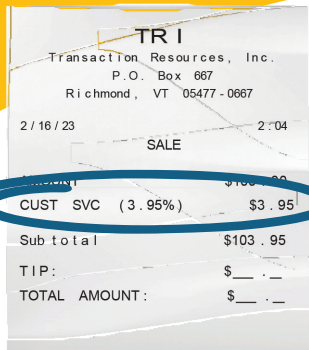 TRI
Transaction Resources, Inc.
P.O. Box 667
Richmond, VT 05477-0667
2/16/23 2:04
SALE
AMOUNT
CUST SVC (3.95%) $3.95
Subtotal $103.95
TIP: $__.__
TOTAL AMOUNT: $__.__